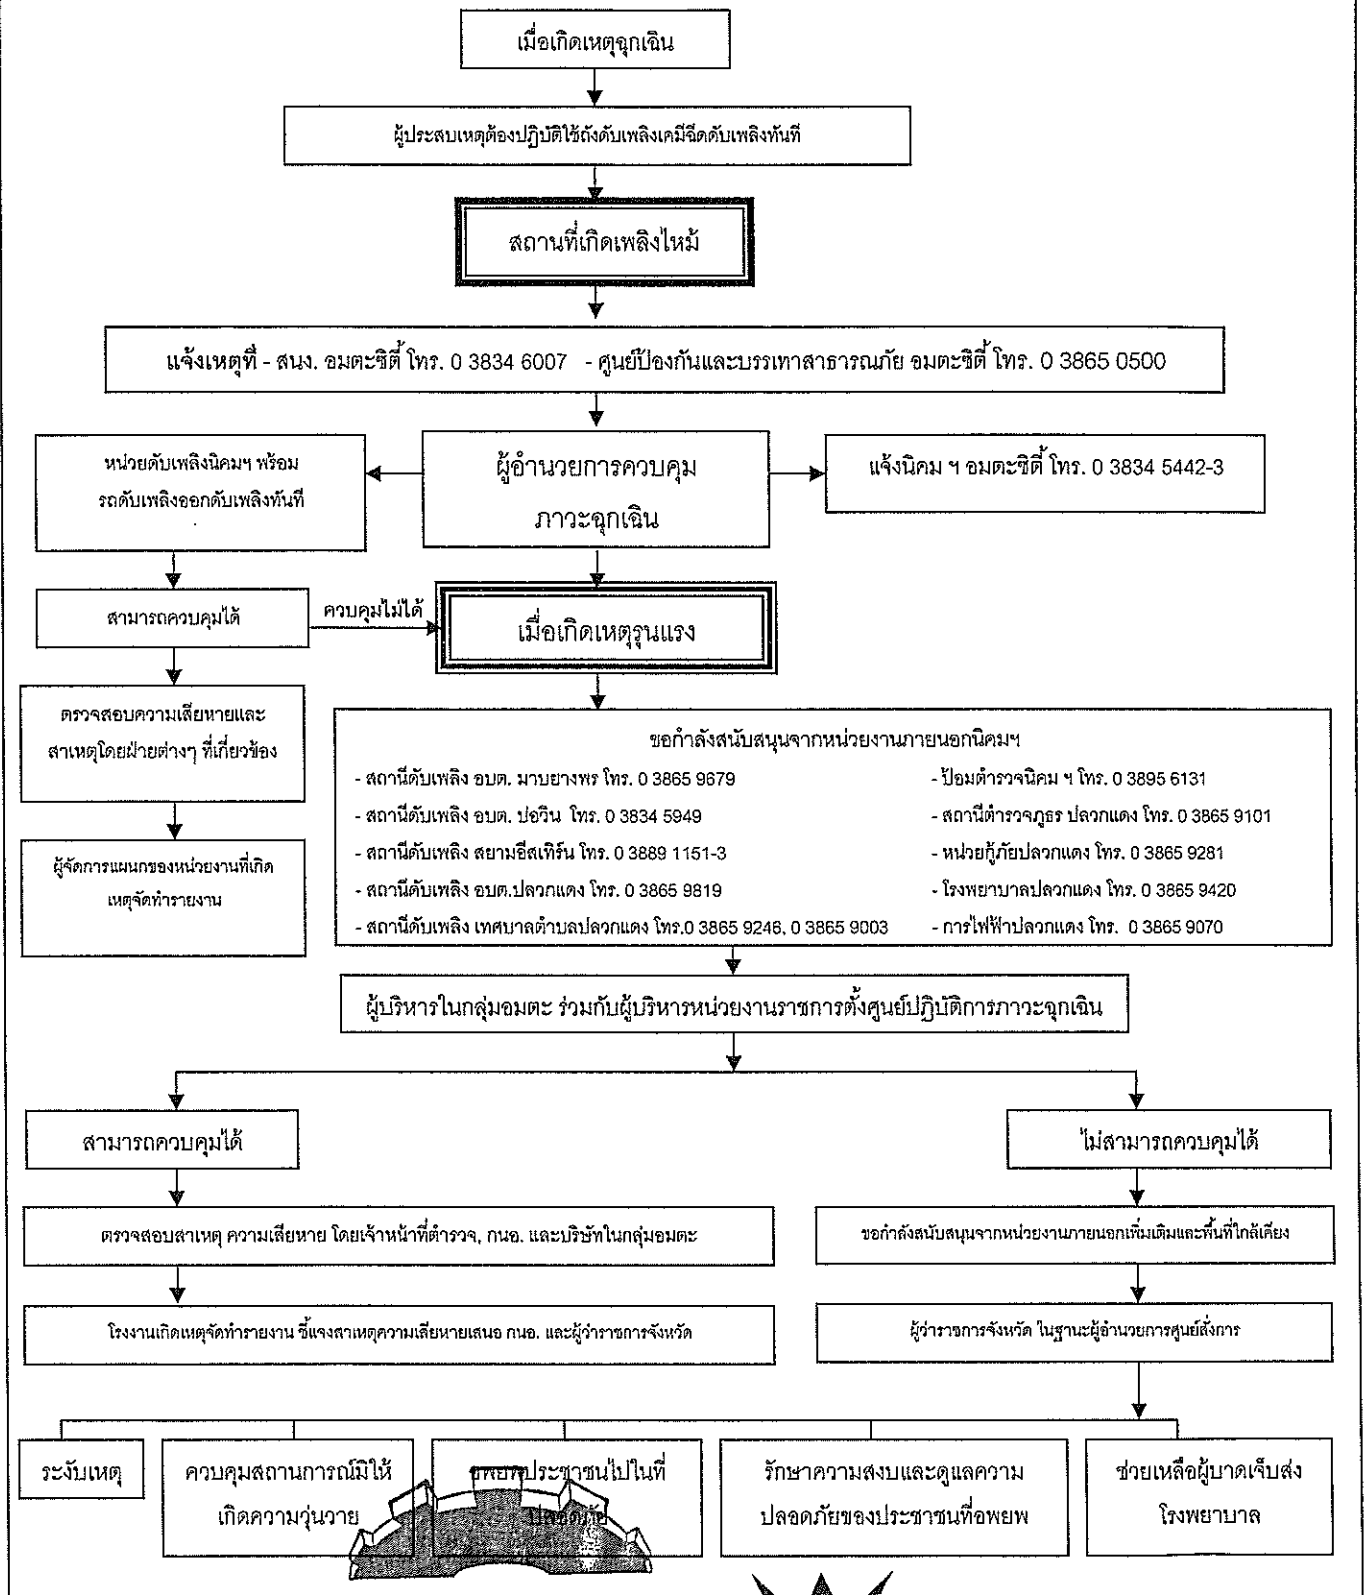 เมื่อเกิดเหตุฉุกเฉิน
ผู้ประสบเหตุต้องปฏิบัติใช้ถังดับเพลิงเคมีฉีดดับเพลิงทันที
สถานที่เกิดเพลิงไหม้
แจ้งเหตุที่ - สนง. อมตะซิตี้ โทร. 0 3834 6007 - ศูนย์ป้องกันและบรรเทาสาธารณภัย อมตะซิตี้ โทร. 0 3865 0500
หน่วยดับเพลิงนิคมฯ พร้อม
รถดับเพลิงออกดับเพลิงทันที
ผู้อำนวยการควบคุม
ภาวะฉุกเฉิน
แจ้งนิคม ฯ อมตะซิตี้ โทร. 0 3834 5442-3
สามารถควบคุมได้
ควบคุมไม่ได้
เมื่อเกิดเหตุรุนแรง
ตรวจสอบความเสียหายและ
สาเหตุโดยฝ่ายต่างๆ ที่เกี่ยวข้อง
ผู้จัดการแผนกของหน่วยงานที่เกิด
เหตุจัดทำรายงาน
ขอกำลังสนับสนุนจากหน่วยงานภายนอกนิคมฯ
- สถานีดับเพลิง อบต. มาบยางพร โทร. 0 3865 9679
- สถานีดับเพลิง อบต. บ่อวิน โทร. 0 3834 5949
- สถานีดับเพลิง สยามอีสเทิร์น โทร. 0 3889 1151-3
- สถานีดับเพลิง อบต.ปลวกแดง โทร. 0 3865 9819
- สถานีดับเพลิง เทศบาลตำบลปลวกแดง โทร.0 3865 9246, 0 3865 9003
- ป้อมตำรวจนิคม ฯ โทร. 0 3895 6131
- สถานีตำรวจภูธร ปลวกแดง โทร. 0 3865 9101
- หน่วยกู้ภัยปลวกแดง โทร. 0 3865 9281
- โรงพยาบาลปลวกแดง โทร. 0 3865 9420
- การไฟฟ้าปลวกแดง โทร. 0 3865 9070
ผู้บริหารในกลุ่มอมตะ ร่วมกับผู้บริหารหน่วยงานราชการตั้งศูนย์ปฏิบัติการภาวะฉุกเฉิน
สามารถควบคุมได้
ไม่สามารถควบคุมได้
ตรวจสอบสาเหตุ ความเสียหาย โดยเจ้าหน้าที่ตำรวจ, กนอ. และบริษัทในกลุ่มอมตะ
ขอกำลังสนับสนุนจากหน่วยงานภายนอกเพิ่มเติมและพื้นที่ใกล้เคียง
โรงงานเกิดเหตุจัดทำรายงาน ชี้แจงสาเหตุความเสียหายเสนอ กนอ. และผู้ว่าราชการจังหวัด
ผู้ว่าราชการจังหวัด ในฐานะผู้อำนวยการศูนย์สั่งการ
ระงับเหตุ
ควบคุมสถานการณ์มิให้
เกิดความวุ่นวาย
อพยพประชาชนไปในที่
ปลอดภัย
รักษาความสงบและดูแลความ
ปลอดภัยของประชาชนที่อพยพ
ช่วยเหลือผู้บาดเจ็บส่ง
โรงพยาบาล